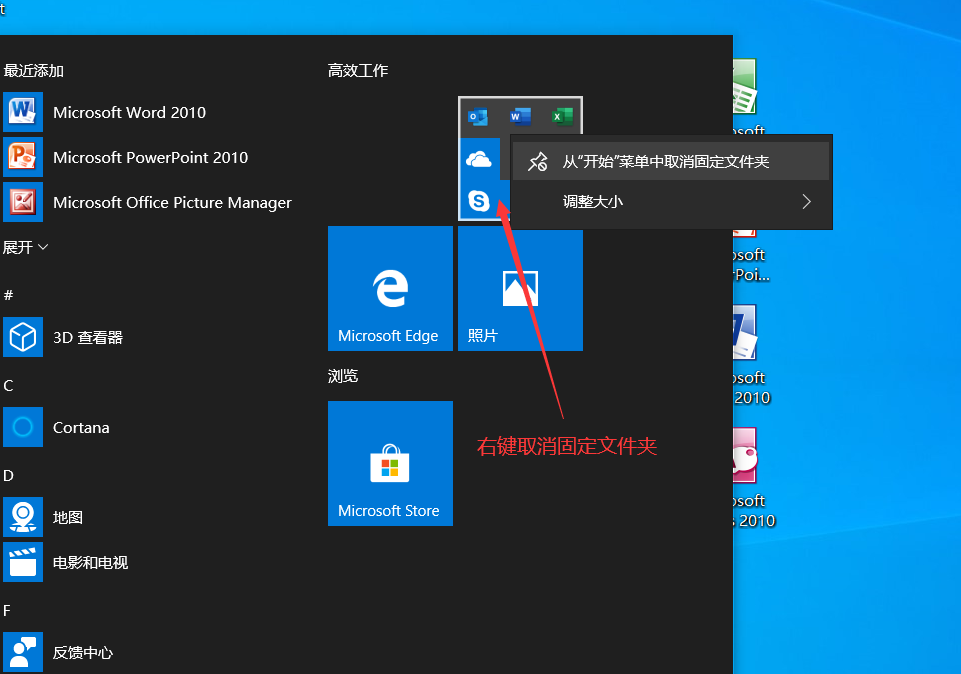 t
最近添加
Microsoft Word 2010
Microsoft PowerPoint 2010
Microsoft Office Picture Manager
展开
#
3D 查看器
C
Cortana
D
地图
电影和电视
F
反馈中心
高效工作
从“开始”菜单中取消固定文件夹
调整大小
Microsoft Edge
照片
浏览
Microsoft Store
右键取消固定文件夹
osoft
osoft
Poi...
osoft
2010
osoft
s 2010